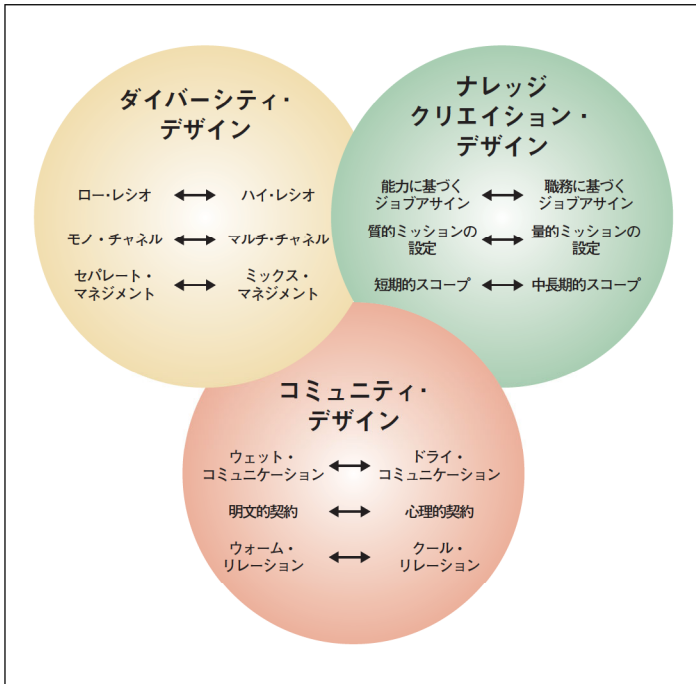 ダイバーシティ・
デザイン
ロー・レシオ ハイ・レシオ
モノ・チャネル マルチ・チャネル
セパレート・
マネジメント
ミックス・
マネジメント
ナレッジ
クリエイション・
デザイン
能力に基づく
ジョブアサイン
職務に基づく
ジョブアサイン
質的ミッションの
設定
量的ミッションの
設定
短期的スコープ 中長期的スコープ
コミュニティ・
デザイン
ウェット・
コミュニケーション
ドライ・
コミュニケーション
明文的契約 心理的契約
ウォーム・
リレーション
クール・
リレーション